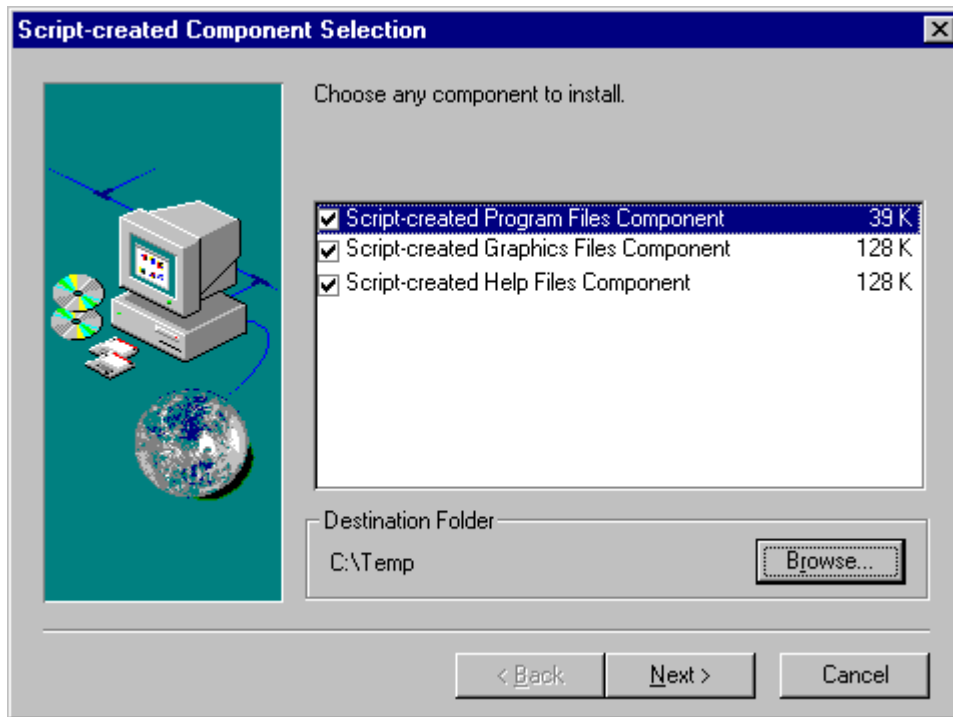 Script-created Component Selection
Choose any component to install.
Script-created Program Files Component 39 K
Script-created Graphics Files Component 128 K
Script-created Help Files Component 128 K
Destination Folder
C:\Temp
Browse...
< Back
Next >
Cancel